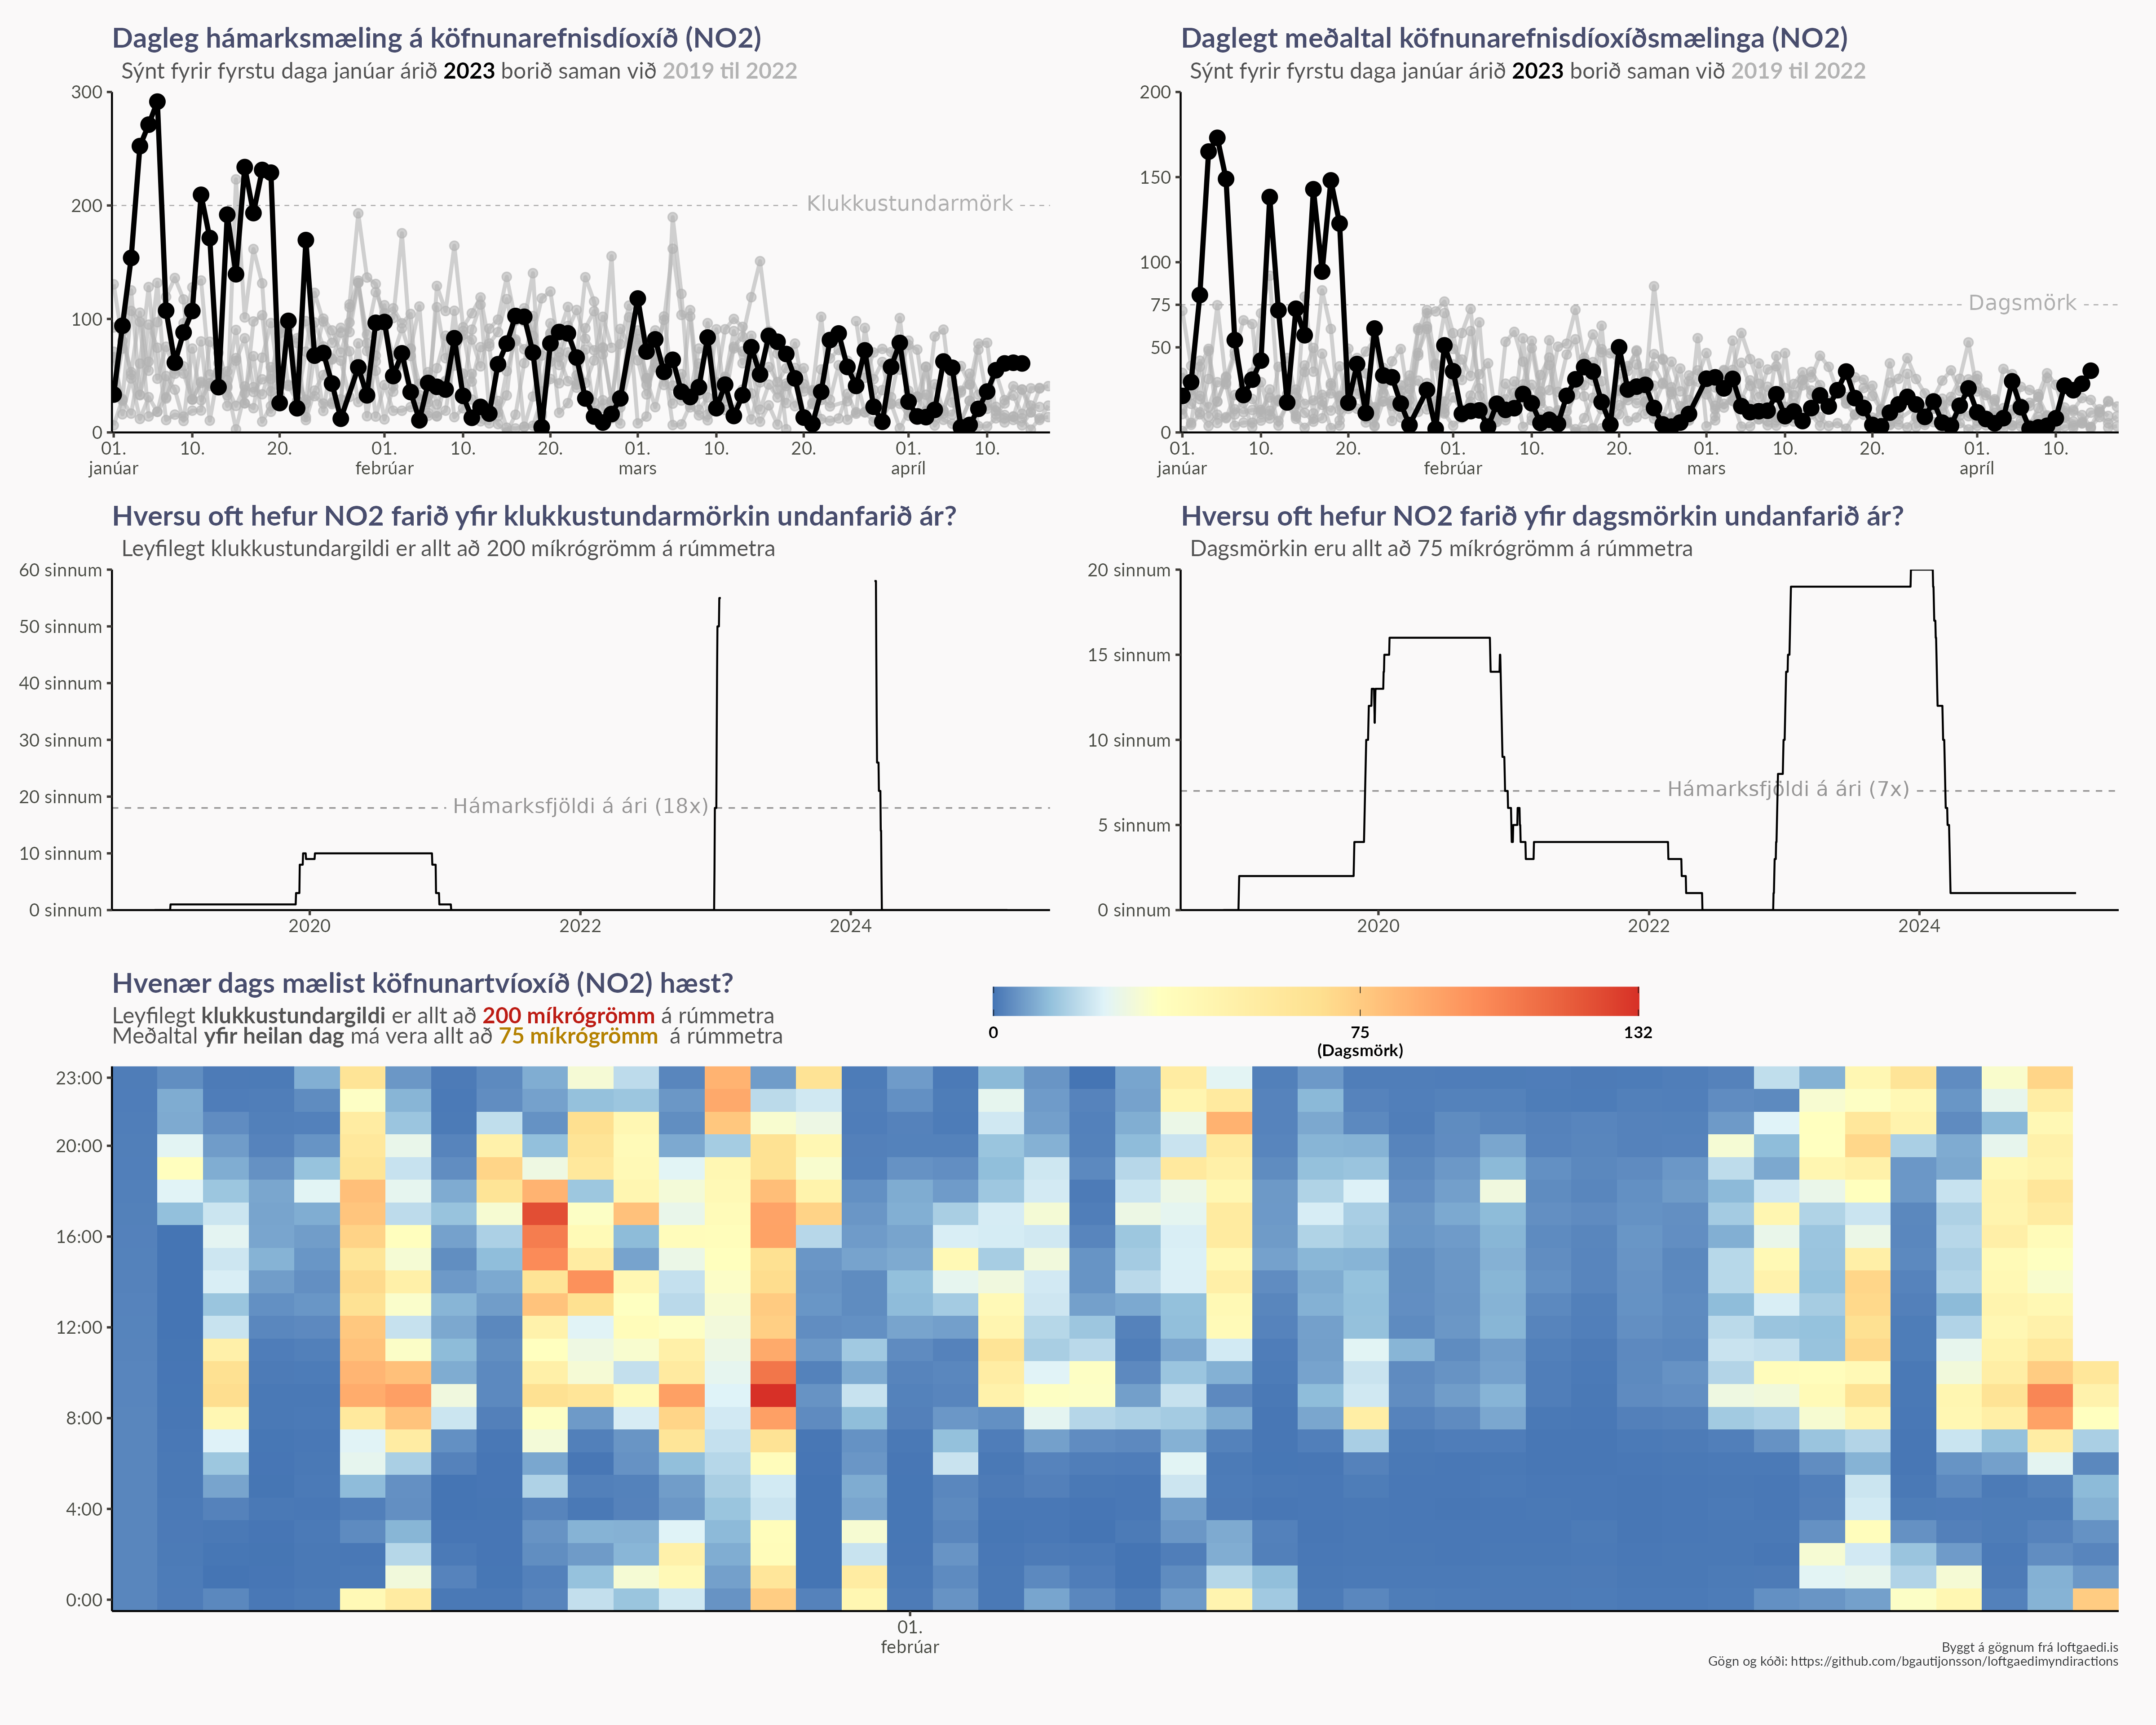 Dagleg hámarksmæling á köfnunarefnisdíoxíð (NO2)
Sýnt fyrir fyrstu daga janúar árið 2023 borið saman við 2019 til 2022
300
200
100
0
Klukkustundarmörk
01. janúar
10.
20.
01. febrúar
10.
20.
01. mars
10.
20.
01. apríl
10.
Daglegt meðaltal köfnunarefnisdíoxíðsmælinga (NO2)
Sýnt fyrir fyrstu daga janúar árið 2023 borið saman við 2019 til 2022
200
150
100
75
50
0
Dagsmörk
01. janúar
10.
20.
01. febrúar
10.
20.
01. mars
10.
20.
01. apríl
10.
Hversu oft hefur NO2 farið yfir klukkustundarmörkin undanfarið ár?
Leyfilegt klukkustundargildi er allt að 200 míkrógrömm á rúmmetra
60 sinnum
50 sinnum
40 sinnum
30 sinnum
20 sinnum
10 sinnum
0 sinnum
Hámarksfjöldi á ári (18x)
2020
2022
2024
Hversu oft hefur NO2 farið yfir dagsmörkin undanfarið ár?
Dagsmörkin eru allt að 75 míkrógrömm á rúmmetra
20 sinnum
15 sinnum
10 sinnum
5 sinnum
0 sinnum
Hámarksfjöldi á ári (7x)
2020
2022
2024
Hvenær dags mælist köfnunartvíoxíð (NO2) hæst?
Leyfilegt klukkustundargildi er allt að 200 míkrógrömm á rúmmetra
Meðaltal yfir heilan dag má vera allt að 75 míkrógrömm á rúmmetra
0
75
(Dagsmörk)
132
23:00
20:00
16:00
12:00
8:00
4:00
0:00
01.
febrúar
Byggt á gögnum frá loftgaedi.is
Gögn og kóði: https://github.com/bgautijonsson/loftgaedimyndiractions